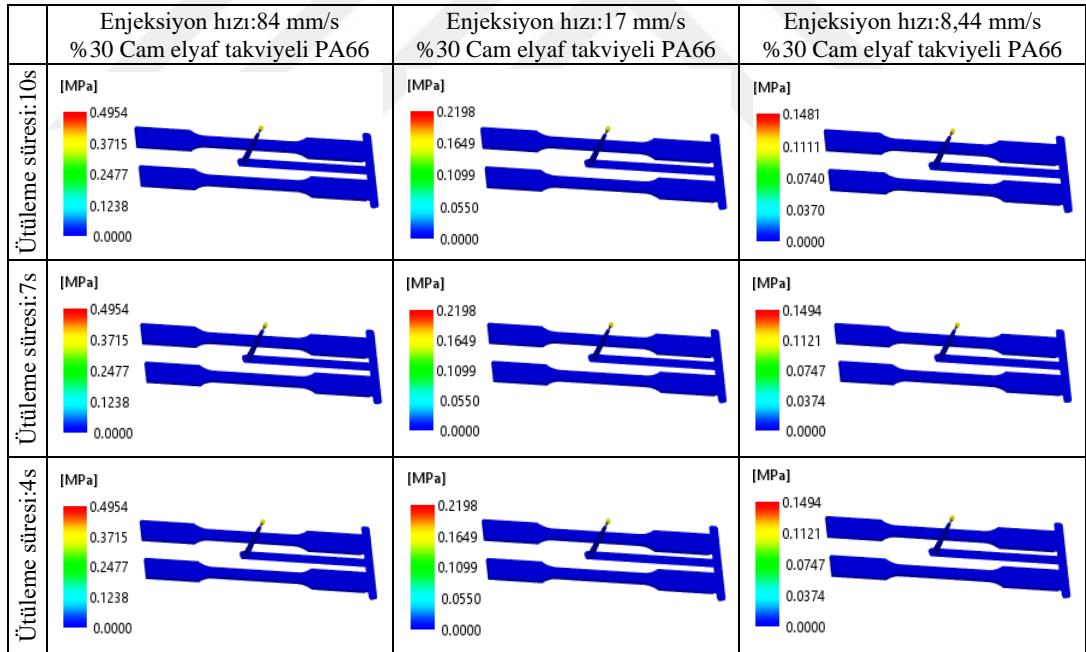 Enjeksiyon hızı:84 mm/s
%30 Cam elyaf takviyeli PA66
Enjeksiyon hızı:17 mm/s
%30 Cam elyaf takviyeli PA66
Enjeksiyon hızı:8,44 mm/s
%30 Cam elyaf takviyeli PA66
Ütüleme süresi:10s
[MPa]
0.4954
0.3715
0.2477
0.1238
0.0000
[MPa]
0.2198
0.1649
0.1099
0.0550
0.0000
[MPa]
0.1481
0.1111
0.0740
0.0370
0.0000
Ütüleme süresi:7s
[MPa]
0.4954
0.3715
0.2477
0.1238
0.0000
[MPa]
0.2198
0.1649
0.1099
0.0550
0.0000
[MPa]
0.1494
0.1121
0.0747
0.0374
0.0000
Ütüleme süresi:4s
[MPa]
0.4954
0.3715
0.2477
0.1238
0.0000
[MPa]
0.2198
0.1649
0.1099
0.0550
0.0000
[MPa]
0.1494
0.1121
0.0747
0.0374
0.0000